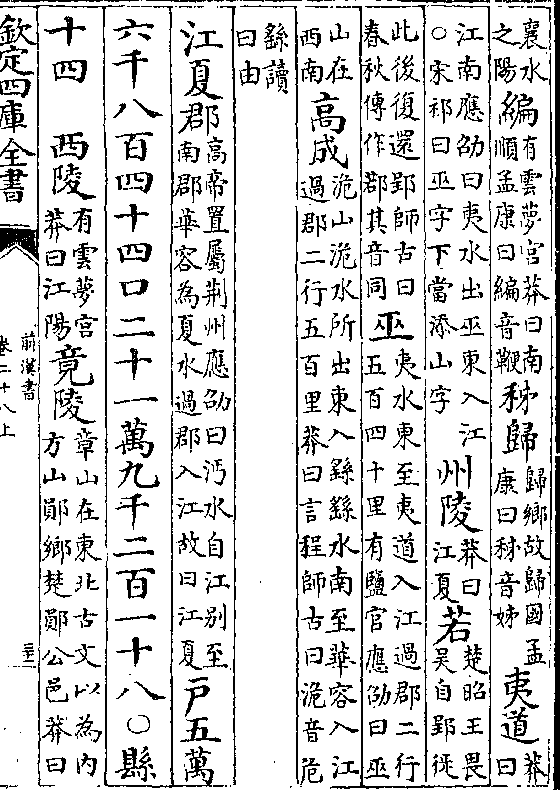 襄水之陽編有雲夢宮莽曰南順孟康曰編音鞭秭歸歸鄉故歸國孟康曰秭音姊夷道莽曰
江南應劭曰夷水出巫東入江○宋祁曰巫字下當添山字州陵莽曰江夏若楚昭王畏吳自郢徙
此後復還郢師古曰春秋傳作鄀其音同巫夷水東至夷道入江過郡二行五百四十里有鹽官應劭曰巫
山在西南高成洈山洈水所出東入繇繇水南至華容入江過郡二行五百里莽曰言程師古曰洈音危
繇讀曰由
江夏郡高帝置屬荆州應劭曰沔水自江别至南郡華容為夏水過郡入江故曰江夏戸五萬
六千八百四十四口二十一萬九千二百一十八○縣
十四 西陵有雲夢宮莽曰江陽竟陵章山在東北古文以為内方山鄖鄉楚鄖公邑莽曰
欽定四庫全書
前漢書
卷二十八上